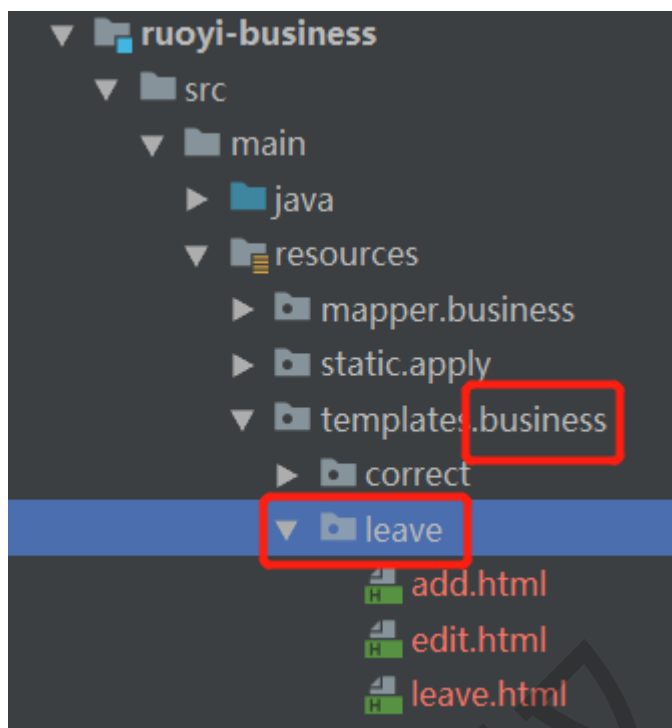 ruoyi-business
src
main
java
resources
mapper.business
static.apply
templates.business
correct
leave
add.html
edit.html
leave.html